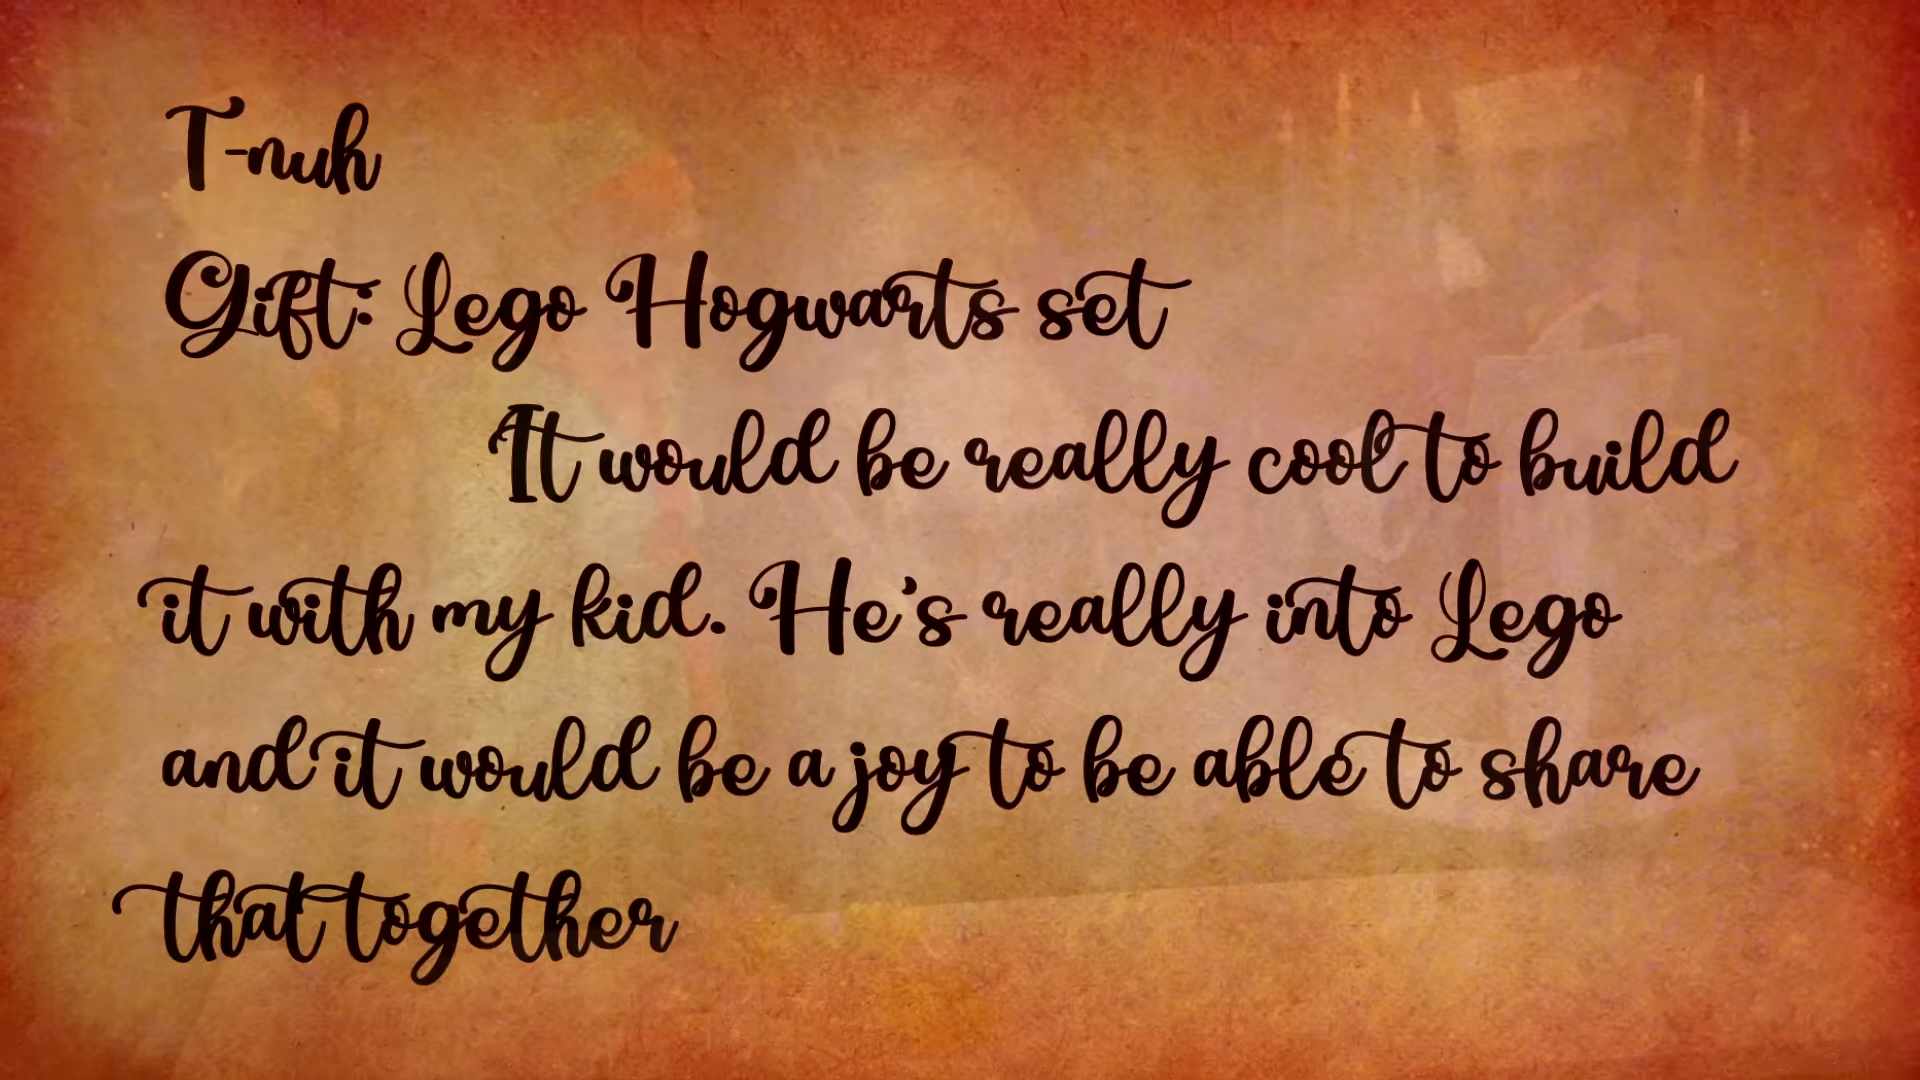 T-nuh
Gift: Lego Hogwarts set
It would be really cool to build
it with my kid. He's really into Lego
and it would be a joy to be able to share
that together